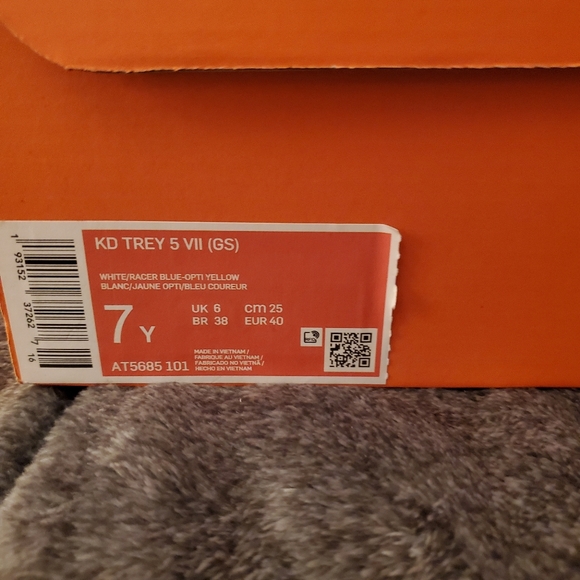 KD TREY 5 VII (GS)
WHITE/RACER BLUE-OPTI YELLOW
BLANC/JAUNE OPTI/BLEU COUREUR
7 Y
UK 6 cm 25
BR 38 EUR 40
AT5685 101
MADE IN VIETNAM /
FABRIQUE AU VIETNAM /
FABRICADO NO VIETNÃ /
HECHO EN VIETNAM
1 93152 37262 7 16